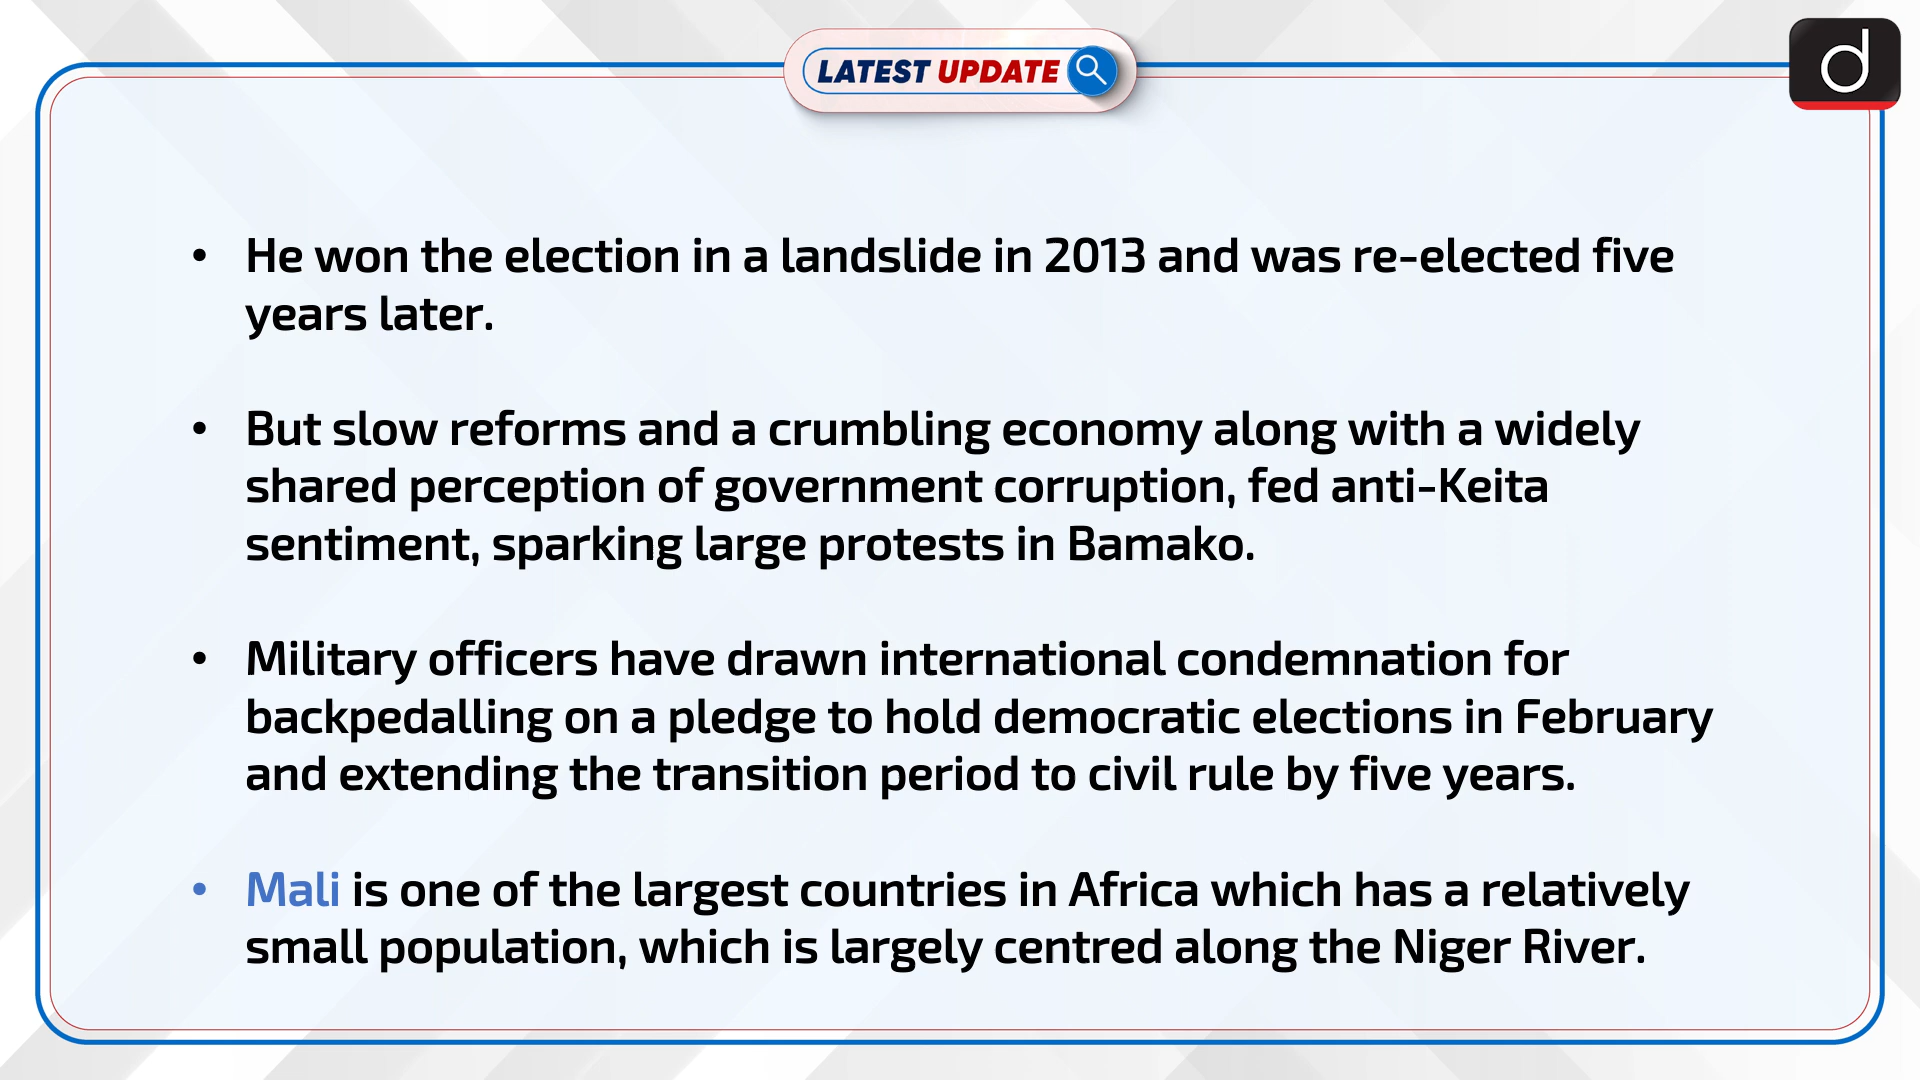 LATEST UPDATE
d
• He won the election in a landslide in 2013 and was re-elected five
years later.
• But slow reforms and a crumbling economy along with a widely
shared perception of government corruption, fed anti-Keita
sentiment, sparking large protests in Bamako.
• Military officers have drawn international condemnation for
backpedalling on a pledge to hold democratic elections in February
and extending the transition period to civil rule by five years.
• Mali is one of the largest countries in Africa which has a relatively
small population, which is largely centred along the Niger River.